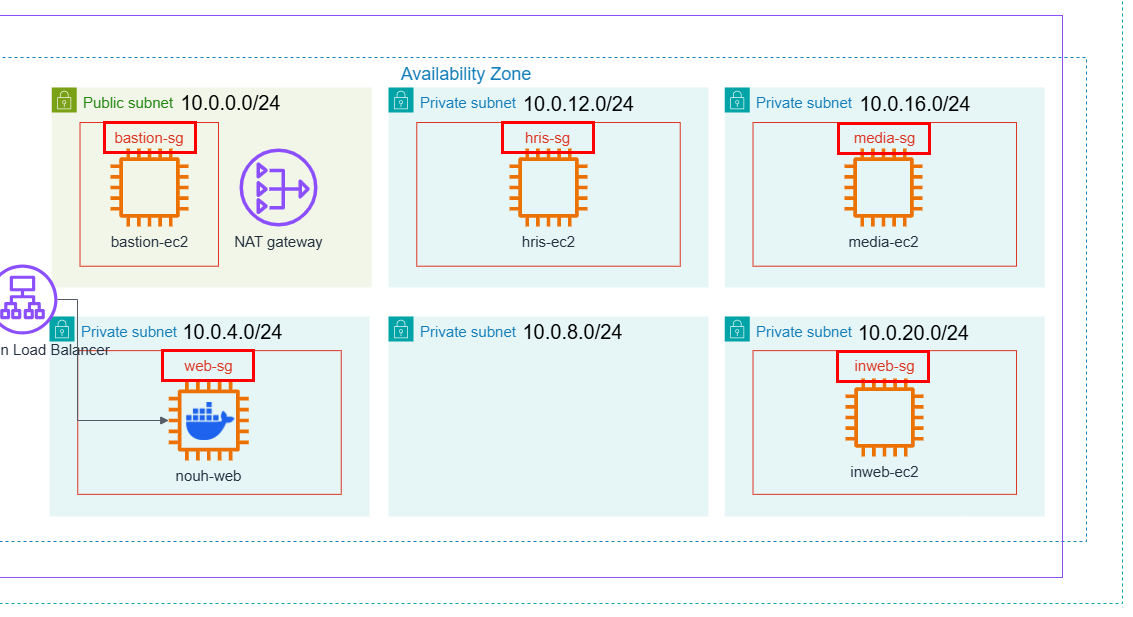 Availability Zone
Public subnet 10.0.0.0/24
bastion-sg
bastion-ec2
NAT gateway
Private subnet 10.0.12.0/24
hris-sg
hris-ec2
Private subnet 10.0.16.0/24
media-sg
media-ec2
n Load Balancer
Private subnet 10.0.4.0/24
web-sg
nouh-web
Private subnet 10.0.8.0/24
Private subnet 10.0.20.0/24
inweb-sg
inweb-ec2